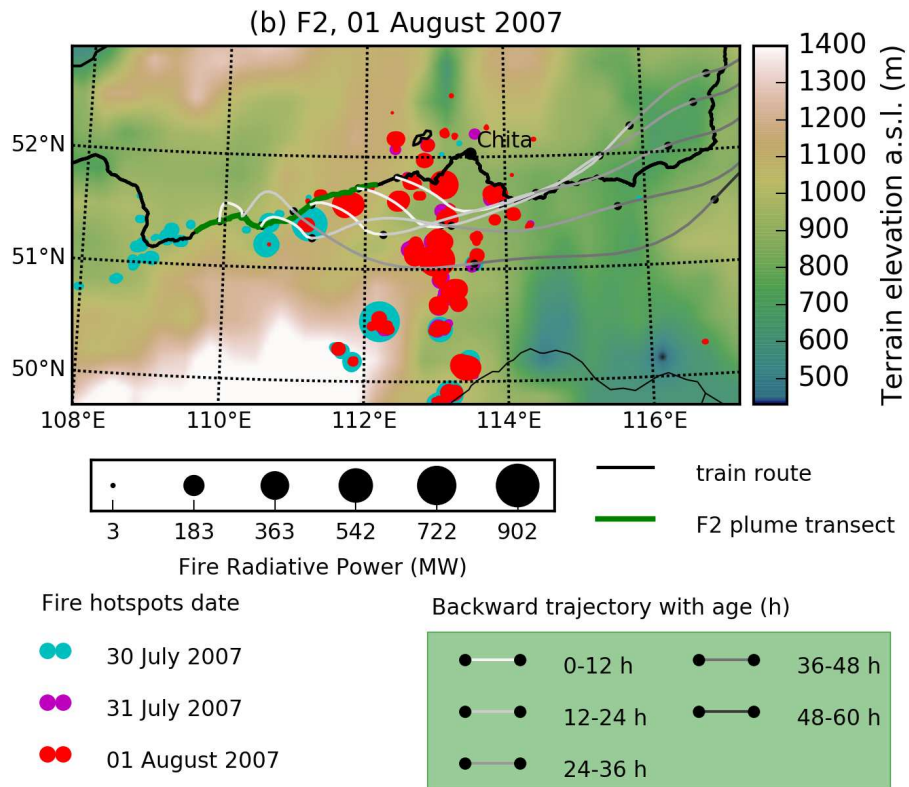 (b) F2, 01 August 2007
52°N
51°N
50°N
108°E 110°E 112°E 114°E 116°E
Chita
1400
1300
1200
1100
1000
900
800
700
600
500
Terrain elevation a.s.l. (m)
3 183 363 542 722 902
Fire Radiative Power (MW)
train route
F2 plume transect
Fire hotspots date
30 July 2007
31 July 2007
01 August 2007
Backward trajectory with age (h)
0-12 h
12-24 h
24-36 h
36-48 h
48-60 h